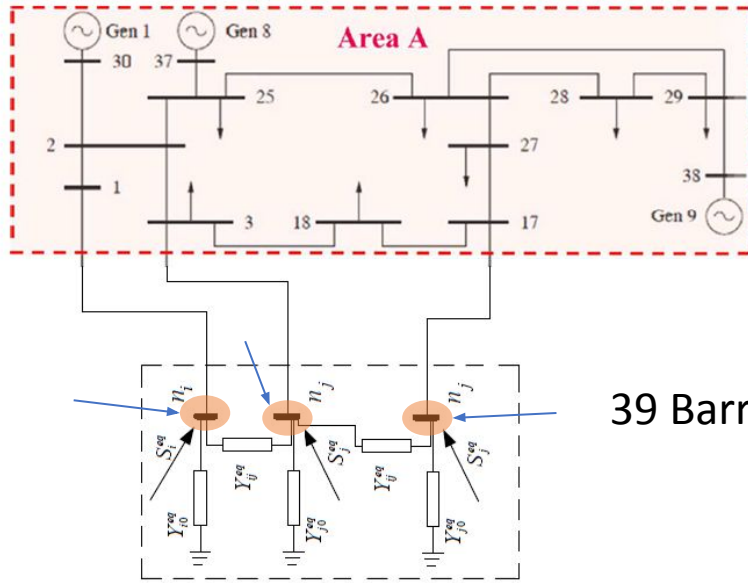 Gen 1
Gen 8
Area A
30
37
25
26
28
29
2
27
1
38
3
18
17
Gen 9
n_i
n_j
n_j
39 Barr
S_i^eq
Y_ij^eq
S_j^eq
Y_ij^eq
S_j^eq
Y_i0^eq
Y_j0^eq
Y_j0^eq